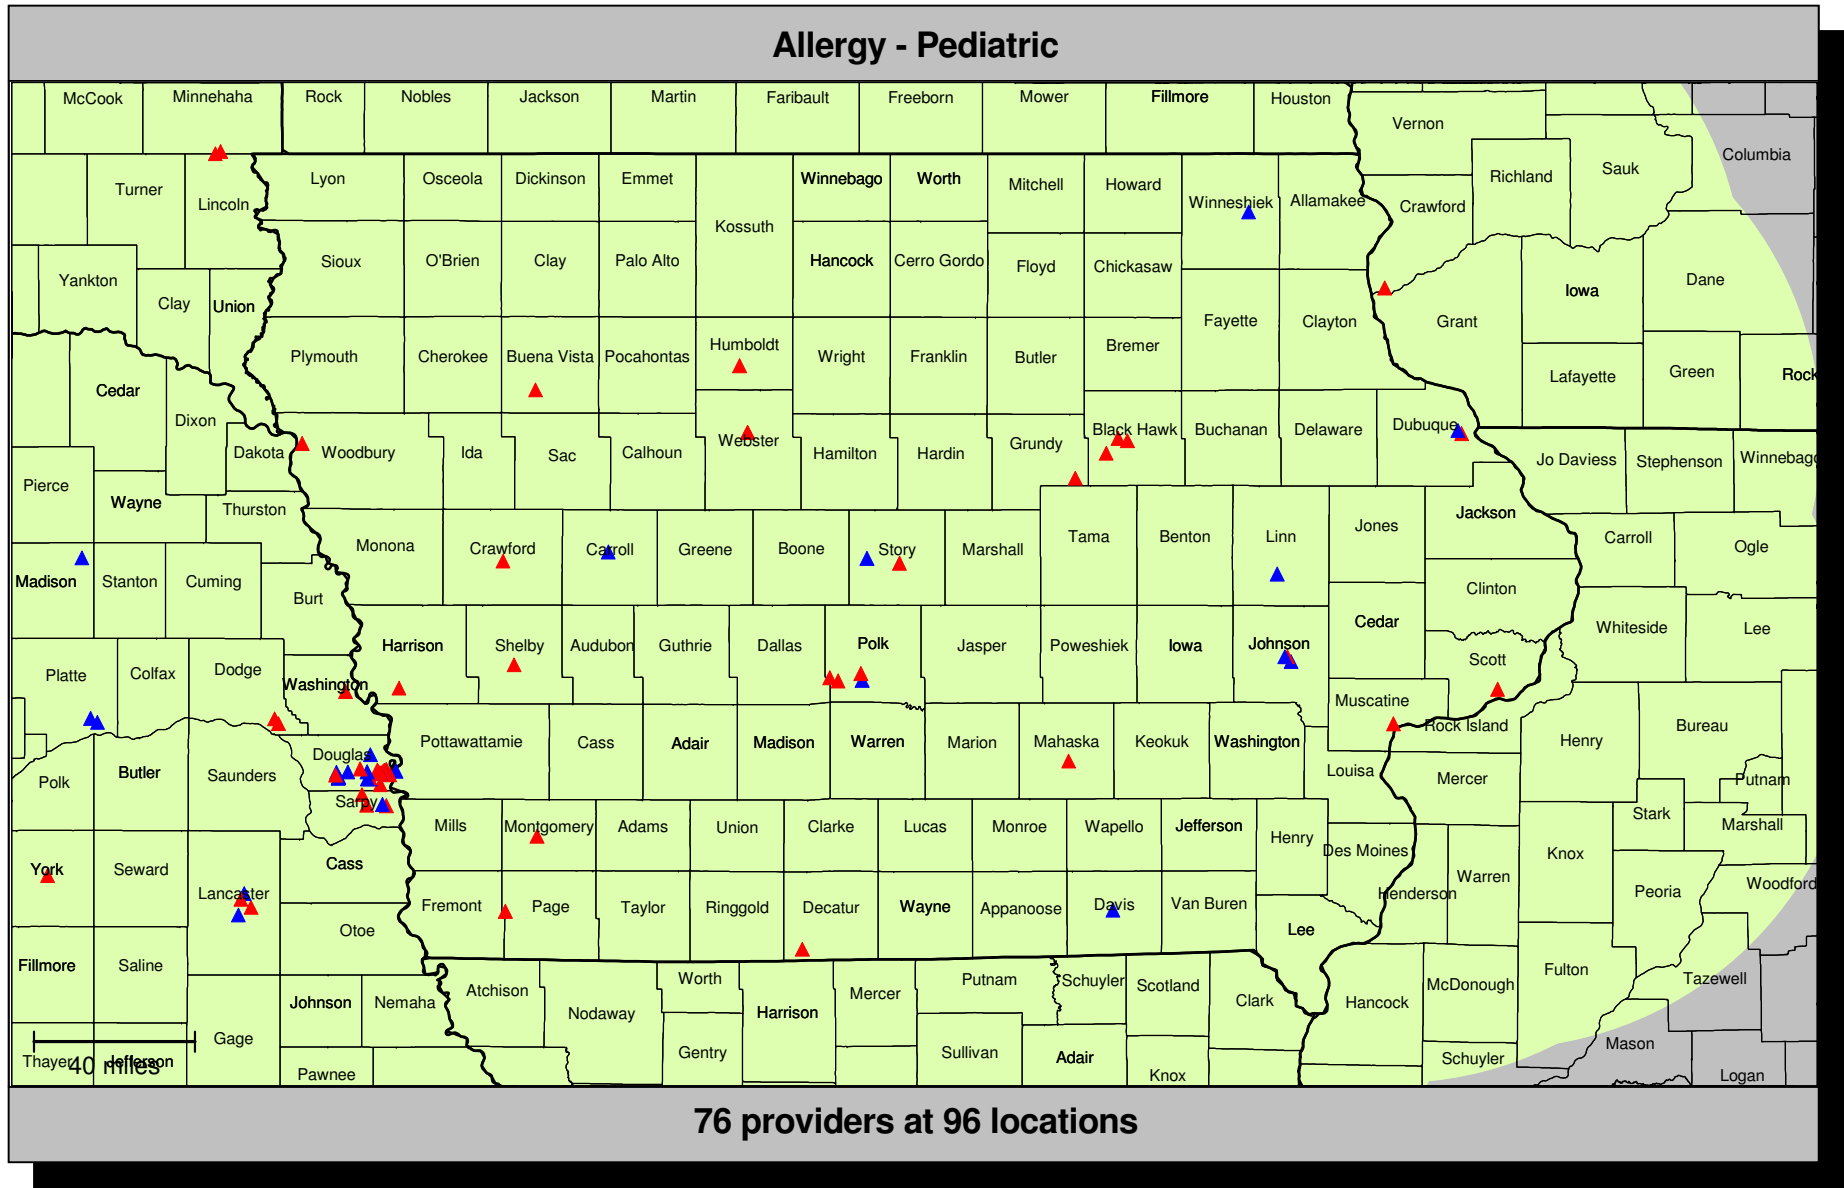 Allergy - Pediatric
McCook Minnehaha Rock Nobles Jackson Martin Faribault Freeborn Mower Fillmore Houston
Vernon
Columbia
Turner Lincoln Lyon Osceola Dickinson Emmet Winnebago Worth Mitchell Howard Winneshiek Allamakee Crawford Richland Sauk
Kossuth
Yankton Clay Union Sioux O'Brien Clay Palo Alto Hancock Cerro Gordo Floyd Chickasaw Iowa Dane
Fayette Clayton Grant
Plymouth Cherokee Buena Vista Pocahontas Humboldt Wright Franklin Butler Bremer
Cedar Lafayette Green Rock
Dixon
Dakota Woodbury Ida Sac Calhoun Webster Hamilton Hardin Grundy Black Hawk Buchanan Delaware Dubuque
Jo Daviess Stephenson Winnebago
Pierce Wayne Thurston
Jackson
Monona Crawford Carroll Greene Boone Story Marshall Tama Benton Linn Jones Carroll Ogle
Madison Stanton Cuming Burt Clinton
Cedar Whiteside Lee
Harrison Shelby Audubon Guthrie Dallas Polk Jasper Poweshiek Iowa Johnson
Scott
Platte Colfax Dodge Washington
Muscatine Rock Island Bureau
Pottawattamie Cass Adair Madison Warren Marion Mahaska Keokuk Washington Henry
Douglas
Polk Butler Saunders Louisa Mercer Putnam
Sarpy
Mills Montgomery Adams Union Clarke Lucas Monroe Wapello Jefferson Henry Stark Marshall
Des Moines Knox
York Seward Cass Warren Woodford
Lancaster Henderson Peoria
Fremont Page Taylor Ringgold Decatur Wayne Appanoose Davis Van Buren
Otoe Lee
Fillmore Saline Fulton Tazewell
Atchison Worth Mercer Putnam Schuyler Scotland McDonough
Johnson Nemaha Nodaway Harrison Clark Hancock
Gage Gentry Sullivan Adair Schuyler Mason
Thayer Jefferson
40 miles
Pawnee Knox Logan
76 providers at 96 locations